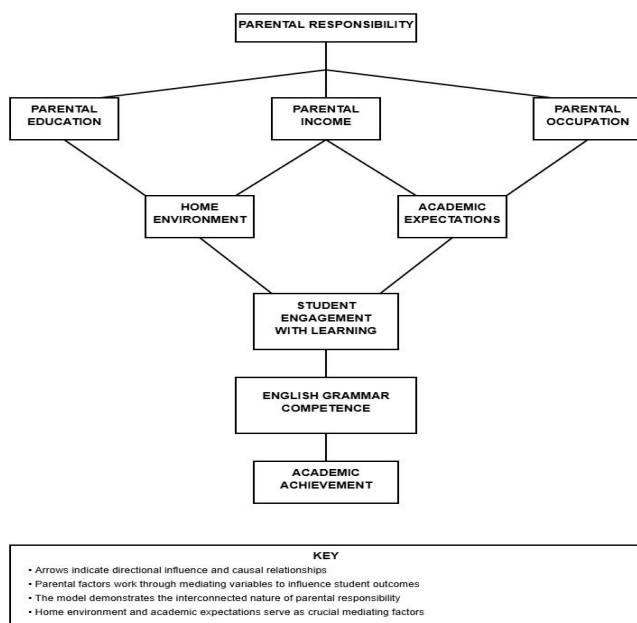 PARENTAL RESPONSIBILITY
PARENTAL
EDUCATION
PARENTAL
INCOME
PARENTAL
OCCUPATION
HOME
ENVIRONMENT
ACADEMIC
EXPECTATIONS
STUDENT
ENGAGEMENT
WITH LEARNING
ENGLISH GRAMMAR
COMPETENCE
ACADEMIC
ACHIEVEMENT
KEY
• Arrows indicate directional influence and causal relationships
• Parental factors work through mediating variables to influence student outcomes
• The model demonstrates the interconnected nature of parental responsibility
• Home environment and academic expectations serve as crucial mediating factors